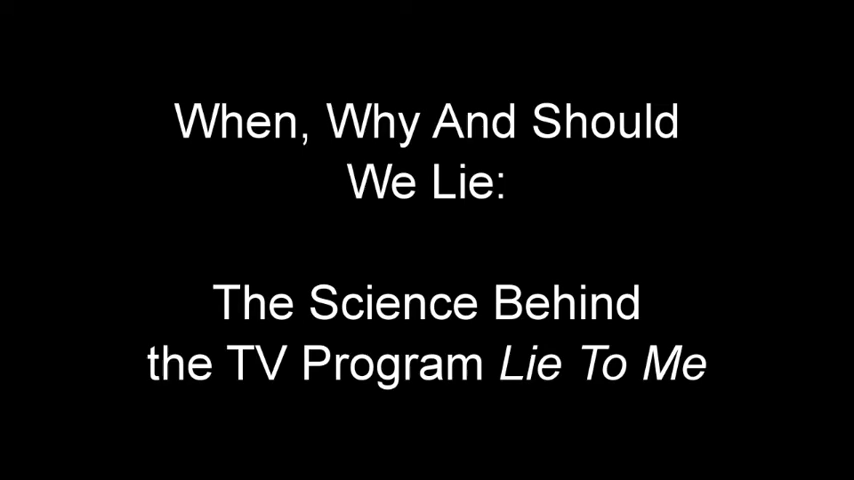 When, Why And Should
We Lie:
The Science Behind
the TV Program Lie To Me